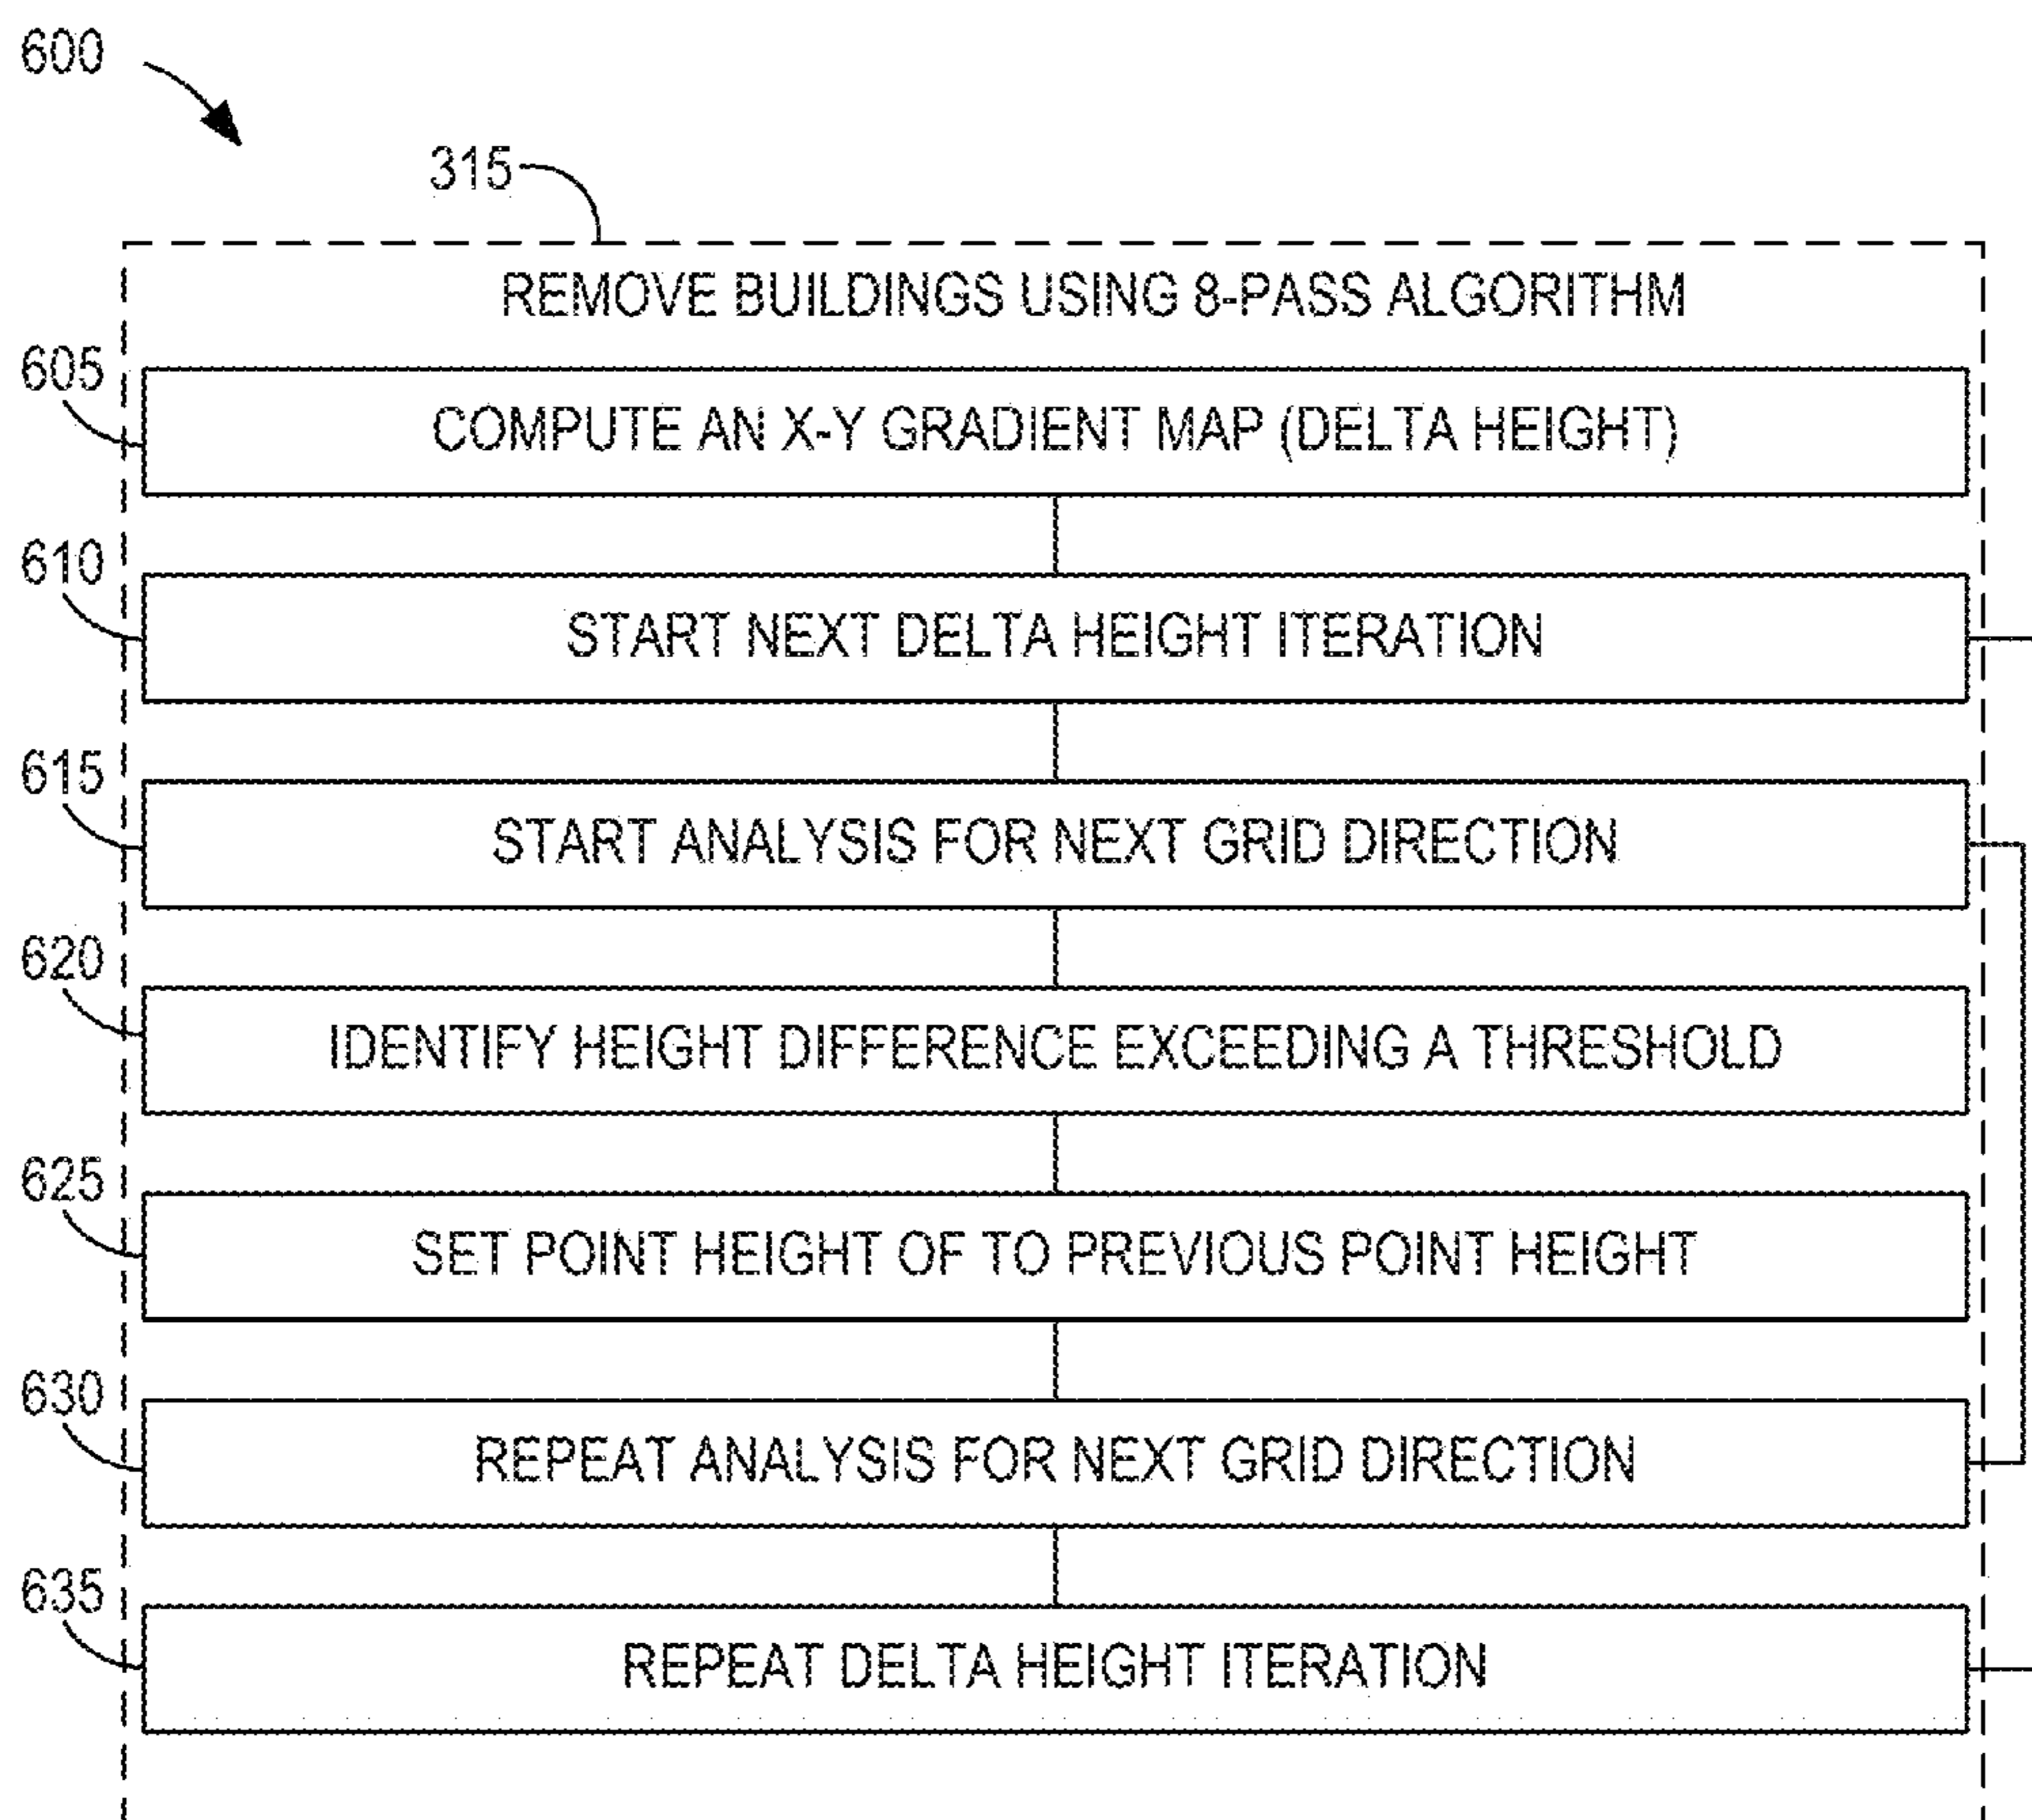 600
315
REMOVE BUILDINGS USING 8-PASS ALGORITHM
605
COMPUTE AN X-Y GRADIENT MAP (DELTA HEIGHT)
610
START NEXT DELTA HEIGHT ITERATION
615
START ANALYSIS FOR NEXT GRID DIRECTION
620
IDENTIFY HEIGHT DIFFERENCE EXCEEDING A THRESHOLD
625
SET POINT HEIGHT OF TO PREVIOUS POINT HEIGHT
630
REPEAT ANALYSIS FOR NEXT GRID DIRECTION
635
REPEAT DELTA HEIGHT ITERATION